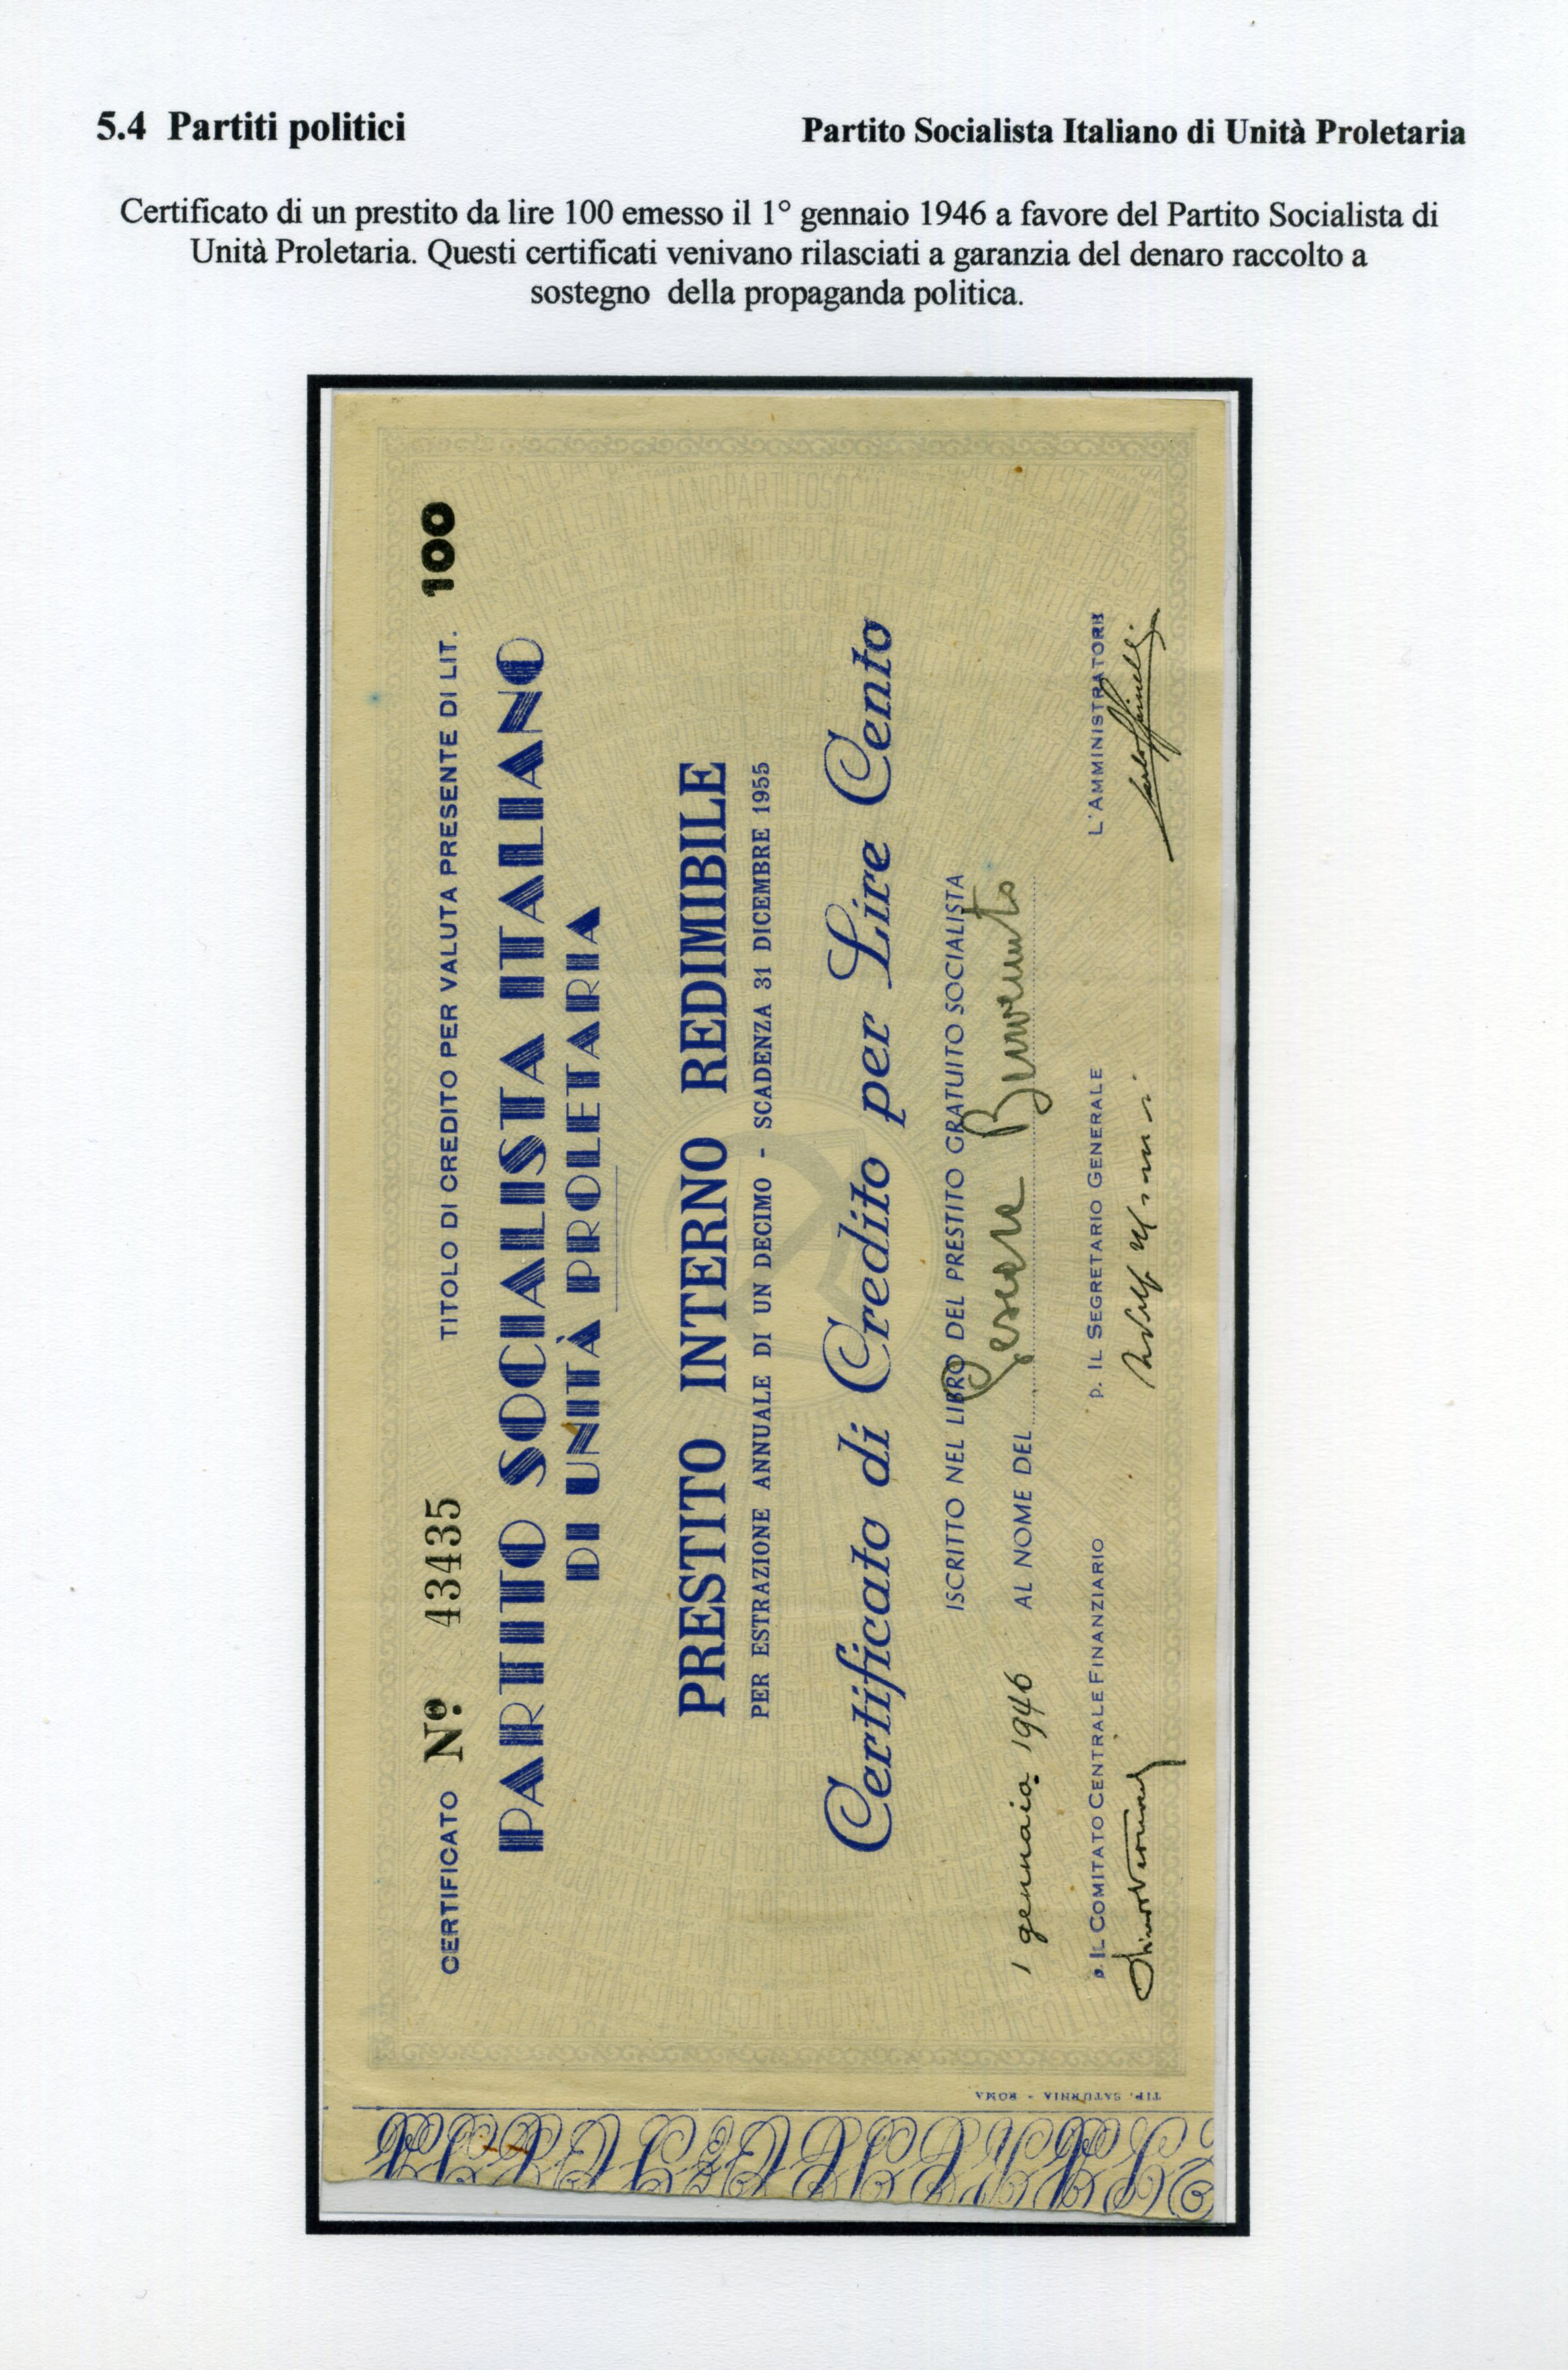 5.4 Partiti politici
Partito Socialista Italiano di Unità Proletaria
Certificato di un prestito da lire 100 emesso il 1° gennaio 1946 a favore del Partito Socialista di
Unità Proletaria. Questi certificati venivano rilasciati a garanzia del denaro raccolto a
sostegno della propaganda politica.
CERTIFICATO Nº 43435 TITOLO DI CREDITO PER VALUTA PRESENTE DI LIT. 100
PARTITO SOCIALISTA ITALIANO
DI UNITÀ PROLETARIA
PRESTITO INTERNO REDIMIBILE
PER ESTRAZIONE ANNUALE DI UN DECIMO - SCADENZA 31 DICEMBRE 1955
Certificato di Credito per Lire Cento
ISCRITTO NEL LIBRO DEL PRESTITO GRATUITO SOCIALISTA
1 gennaio 1946 AL NOME DEL Cesare Benvenuto
p. IL COMITATO CENTRALE FINANZIARIO p. IL SEGRETARIO GENERALE L'AMMINISTRATORE
TIP. SATURNIA - ROMA